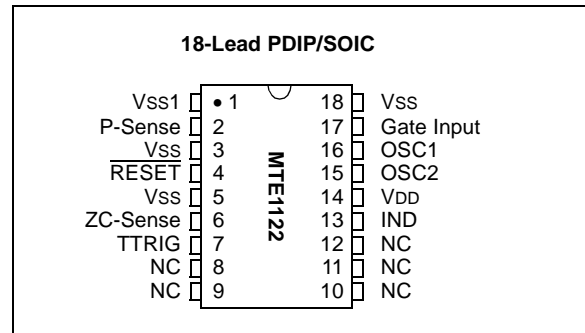 18-Lead PDIP/SOIC
VSS1 • 1 18 VSS
P-Sense 2 17 Gate Input
VSS 3 16 OSC1
RESET 4 15 OSC2
VSS 5 14 VDD
ZC-Sense 6 13 IND
TTRIG 7 12 NC
NC 8 11 NC
NC 9 10 NC
MTE1122